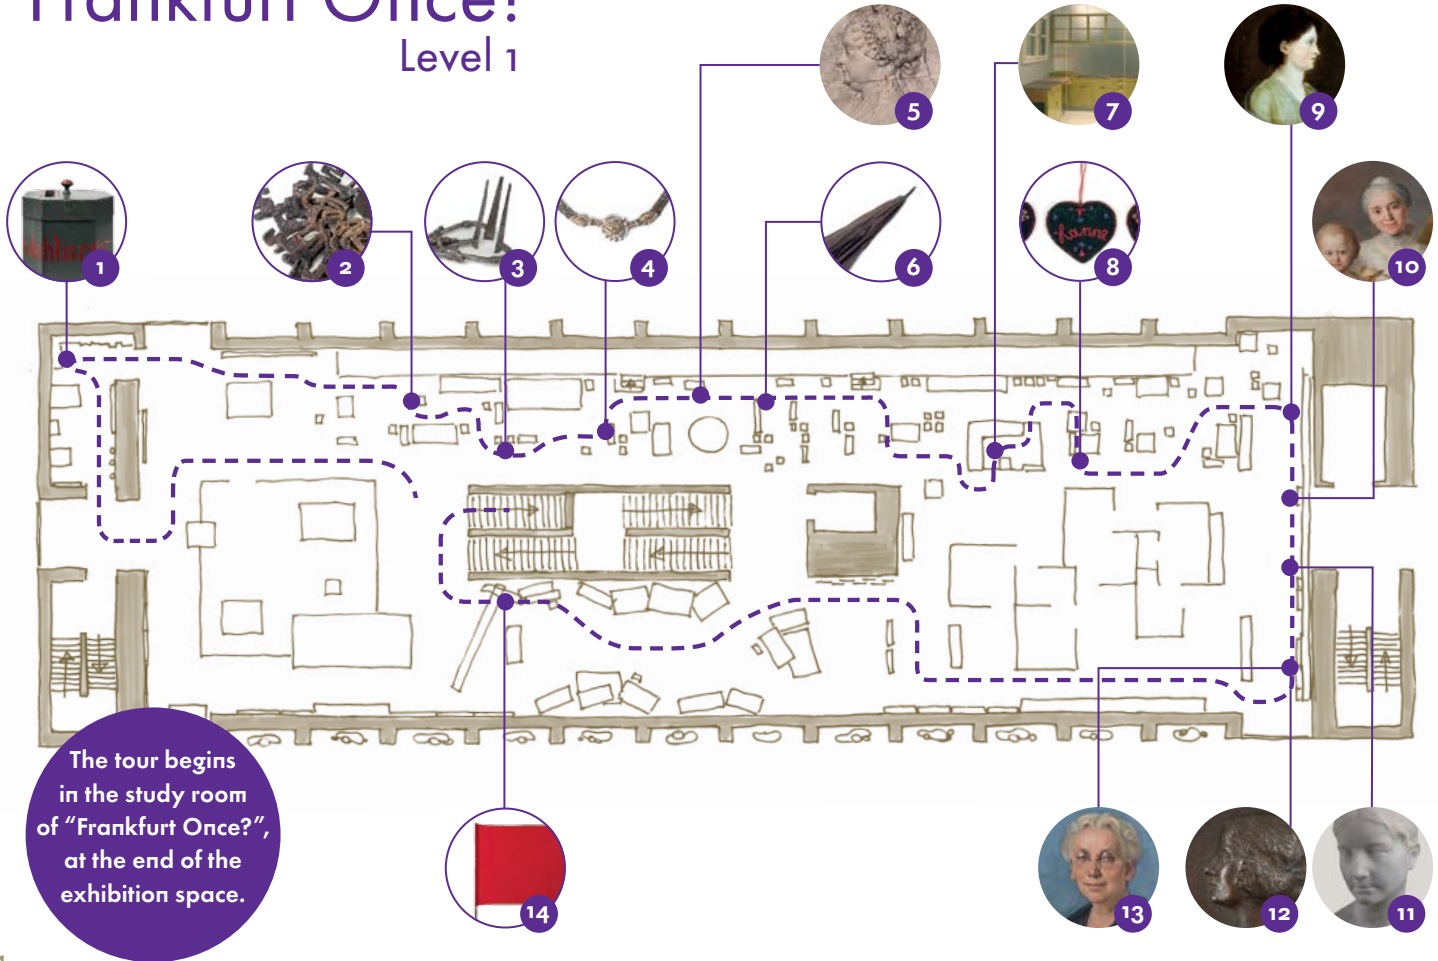 Frankfurt Once?
Level 1
5
7
9
1
2
3
4
6
8
hanne
10
The tour begins
in the study room
of “Frankfurt Once?”,
at the end of the
exhibition space.
14
13
12
11